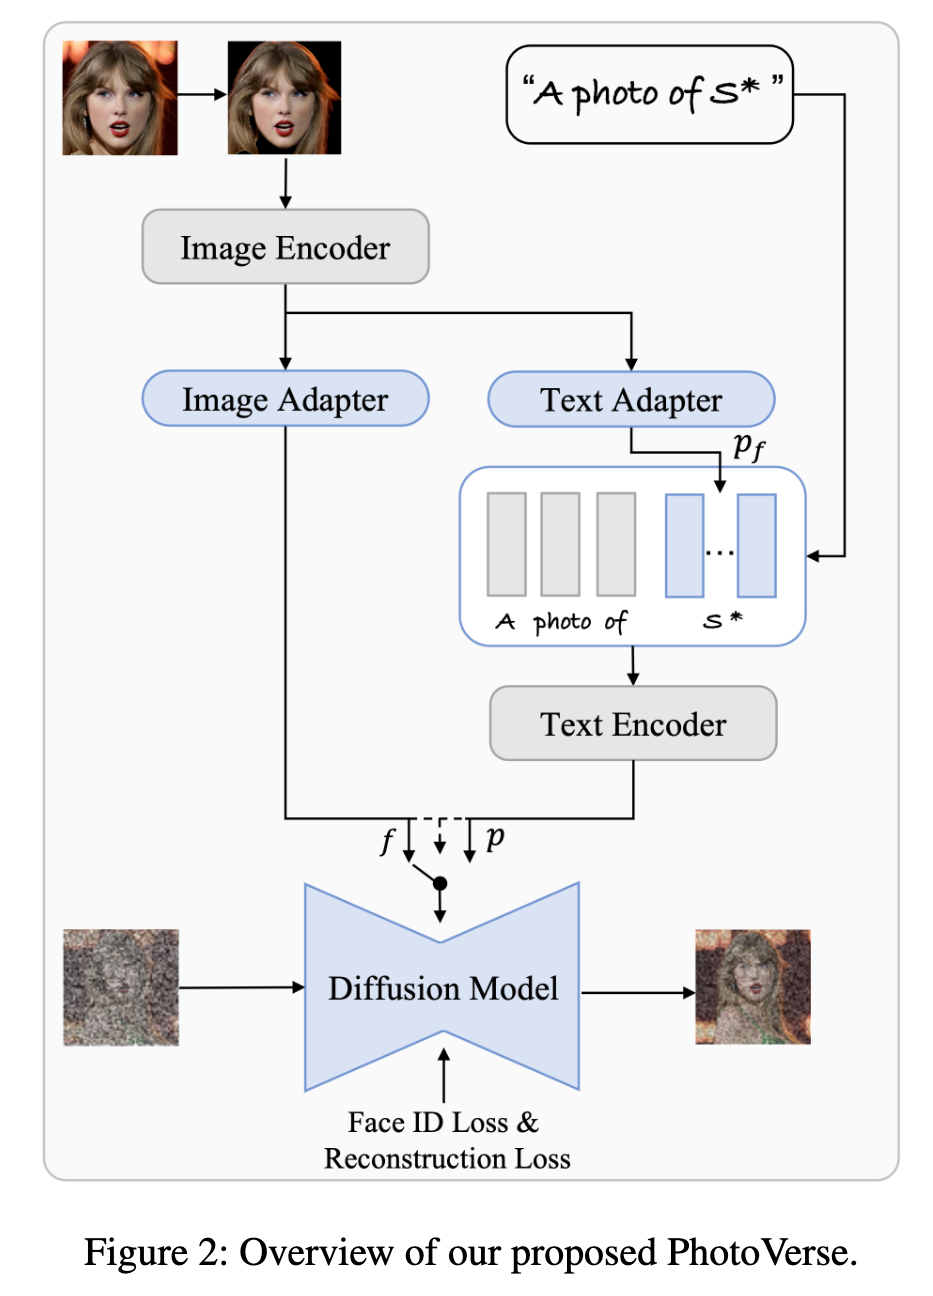 “A photo of S* ”
Image Encoder
Image Adapter
Text Adapter
p_f
...
A photo of S*
Text Encoder
f
p
Diffusion Model
Face ID Loss &
Reconstruction Loss
Figure 2: Overview of our proposed PhotoVerse.